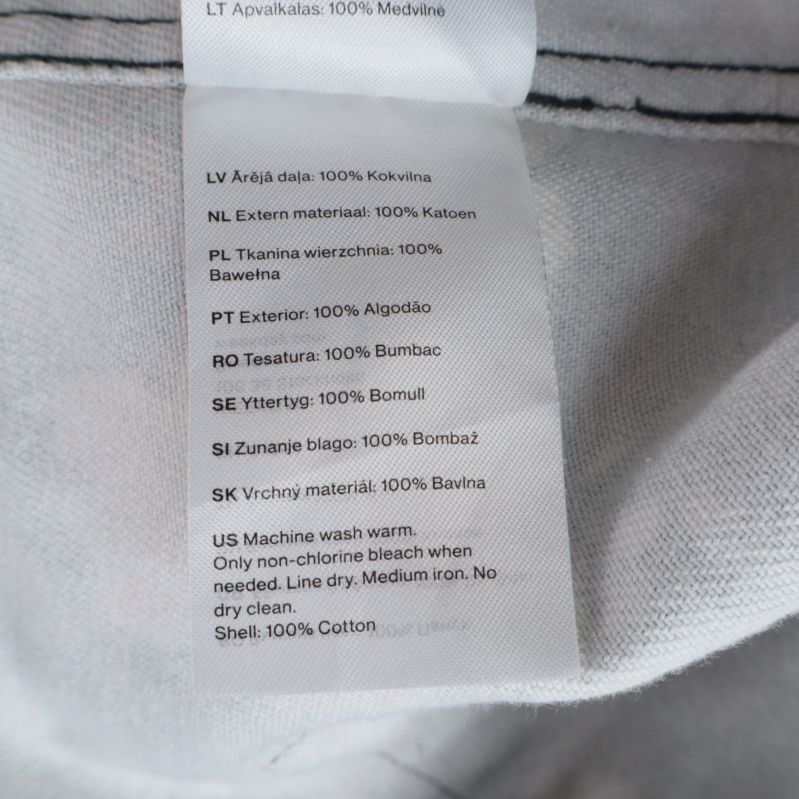 LT Apvalkalas: 100% Medvilnė
LV Ārējā daļa: 100% Kokvilna
NL Extern materiaal: 100% Katoen
PL Tkanina wierzchnia: 100%
Bawełna
PT Exterior: 100% Algodão
RO Tesatura: 100% Bumbac
SE Yttertyg: 100% Bomull
SI Zunanje blago: 100% Bombaž
SK Vrchný materiál: 100% Bavlna
US Machine wash warm.
Only non-chlorine bleach when
needed. Line dry. Medium iron. No
dry clean.
Shell: 100% Cotton